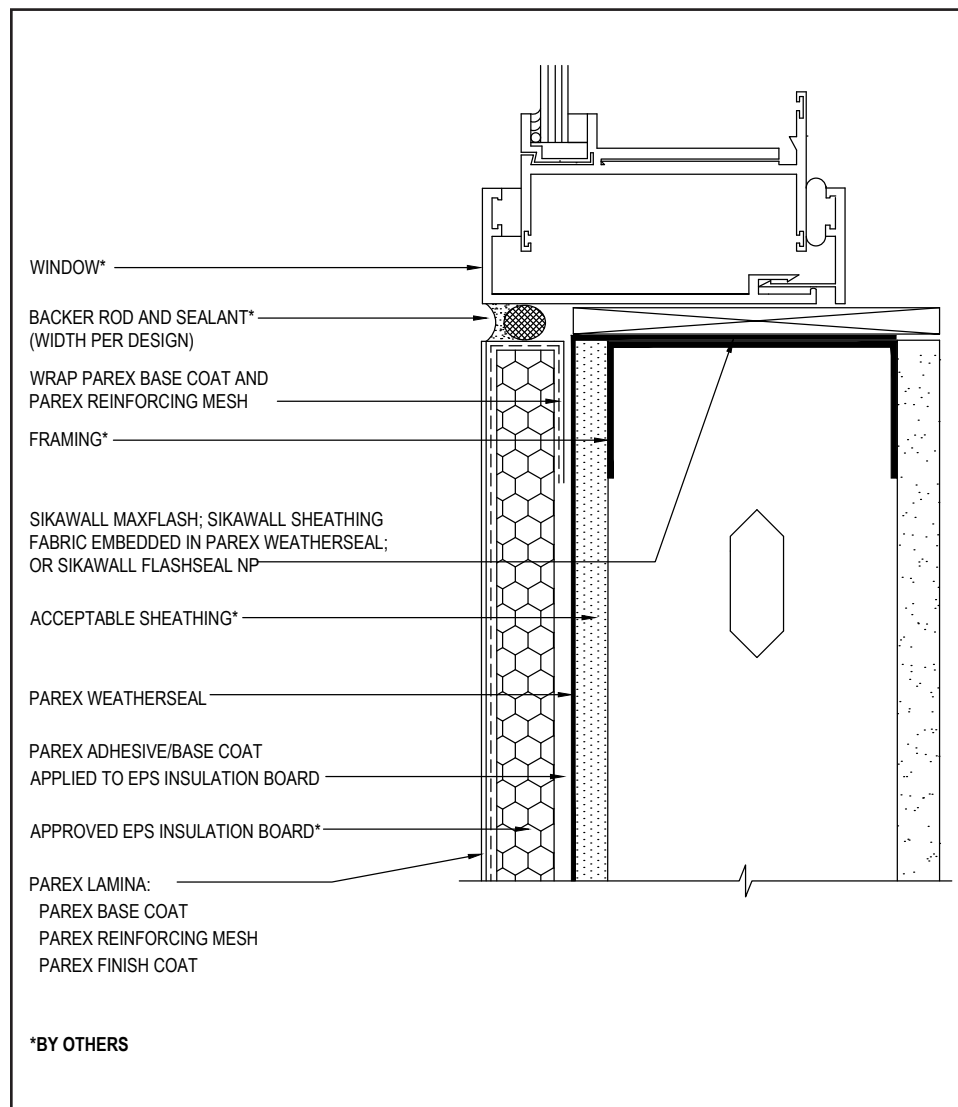 WINDOW*
BACKER ROD AND SEALANT*
(WIDTH PER DESIGN)
WRAP PAREX BASE COAT AND
PAREX REINFORCING MESH
FRAMING*
SIKAWALL MAXFLASH; SIKAWALL SHEATHING
FABRIC EMBEDDED IN PAREX WEATHERSEAL;
OR SIKAWALL FLASHSEAL NP
ACCEPTABLE SHEATHING*
PAREX WEATHERSEAL
PAREX ADHESIVE/BASE COAT
APPLIED TO EPS INSULATION BOARD
APPROVED EPS INSULATION BOARD*
PAREX LAMINA:
PAREX BASE COAT
PAREX REINFORCING MESH
PAREX FINISH COAT
*BY OTHERS